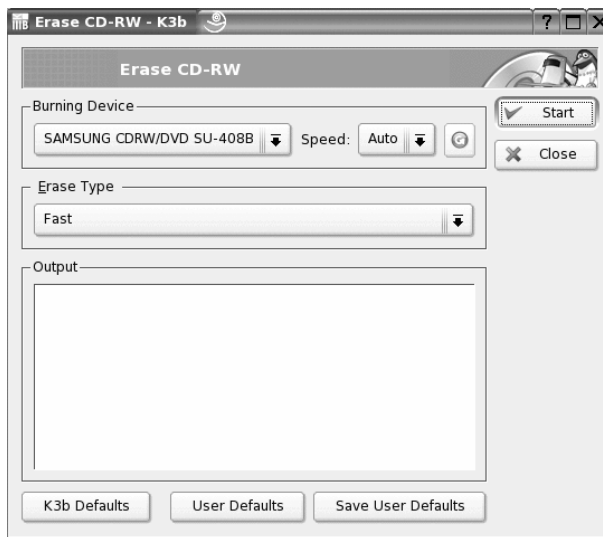 Erase CD-RW - K3b
Erase CD-RW
Burning Device
SAMSUNG CDRW/DVD SU-408B Speed: Auto
Start
Close
Erase Type
Fast
Output
K3b Defaults User Defaults Save User Defaults